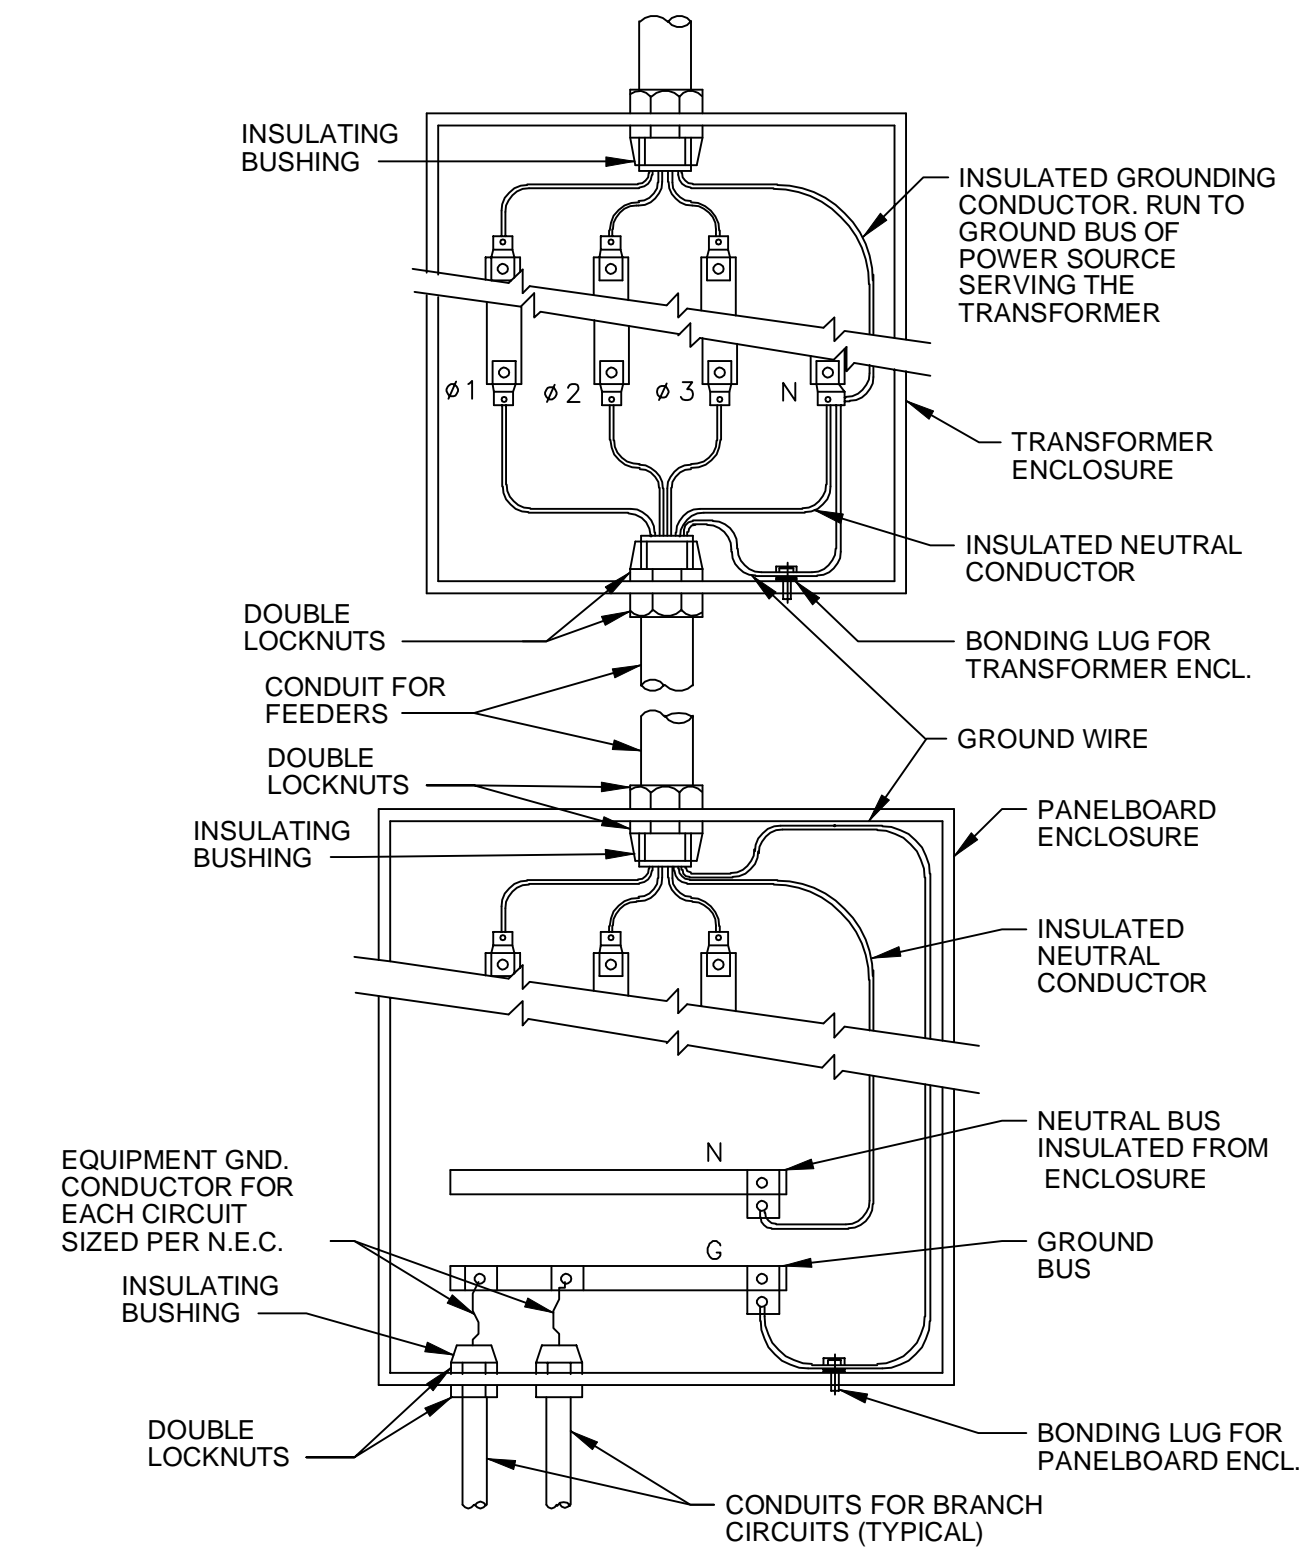 INSULATING
BUSHING
INSULATED GROUNDING
CONDUCTOR. RUN TO
GROUND BUS OF
POWER SOURCE
SERVING THE
TRANSFORMER
ø1
ø2
ø3
N
TRANSFORMER
ENCLOSURE
INSULATED NEUTRAL
CONDUCTOR
DOUBLE
LOCKNUTS
BONDING LUG FOR
TRANSFORMER ENCL.
CONDUIT FOR
FEEDERS
GROUND WIRE
DOUBLE
LOCKNUTS
PANELBOARD
ENCLOSURE
INSULATING
BUSHING
INSULATED
NEUTRAL
CONDUCTOR
N
NEUTRAL BUS
INSULATED FROM
ENCLOSURE
EQUIPMENT GND.
CONDUCTOR FOR
EACH CIRCUIT
SIZED PER N.E.C.
G
GROUND
BUS
INSULATING
BUSHING
DOUBLE
LOCKNUTS
BONDING LUG FOR
PANELBOARD ENCL.
CONDUITS FOR BRANCH
CIRCUITS (TYPICAL)